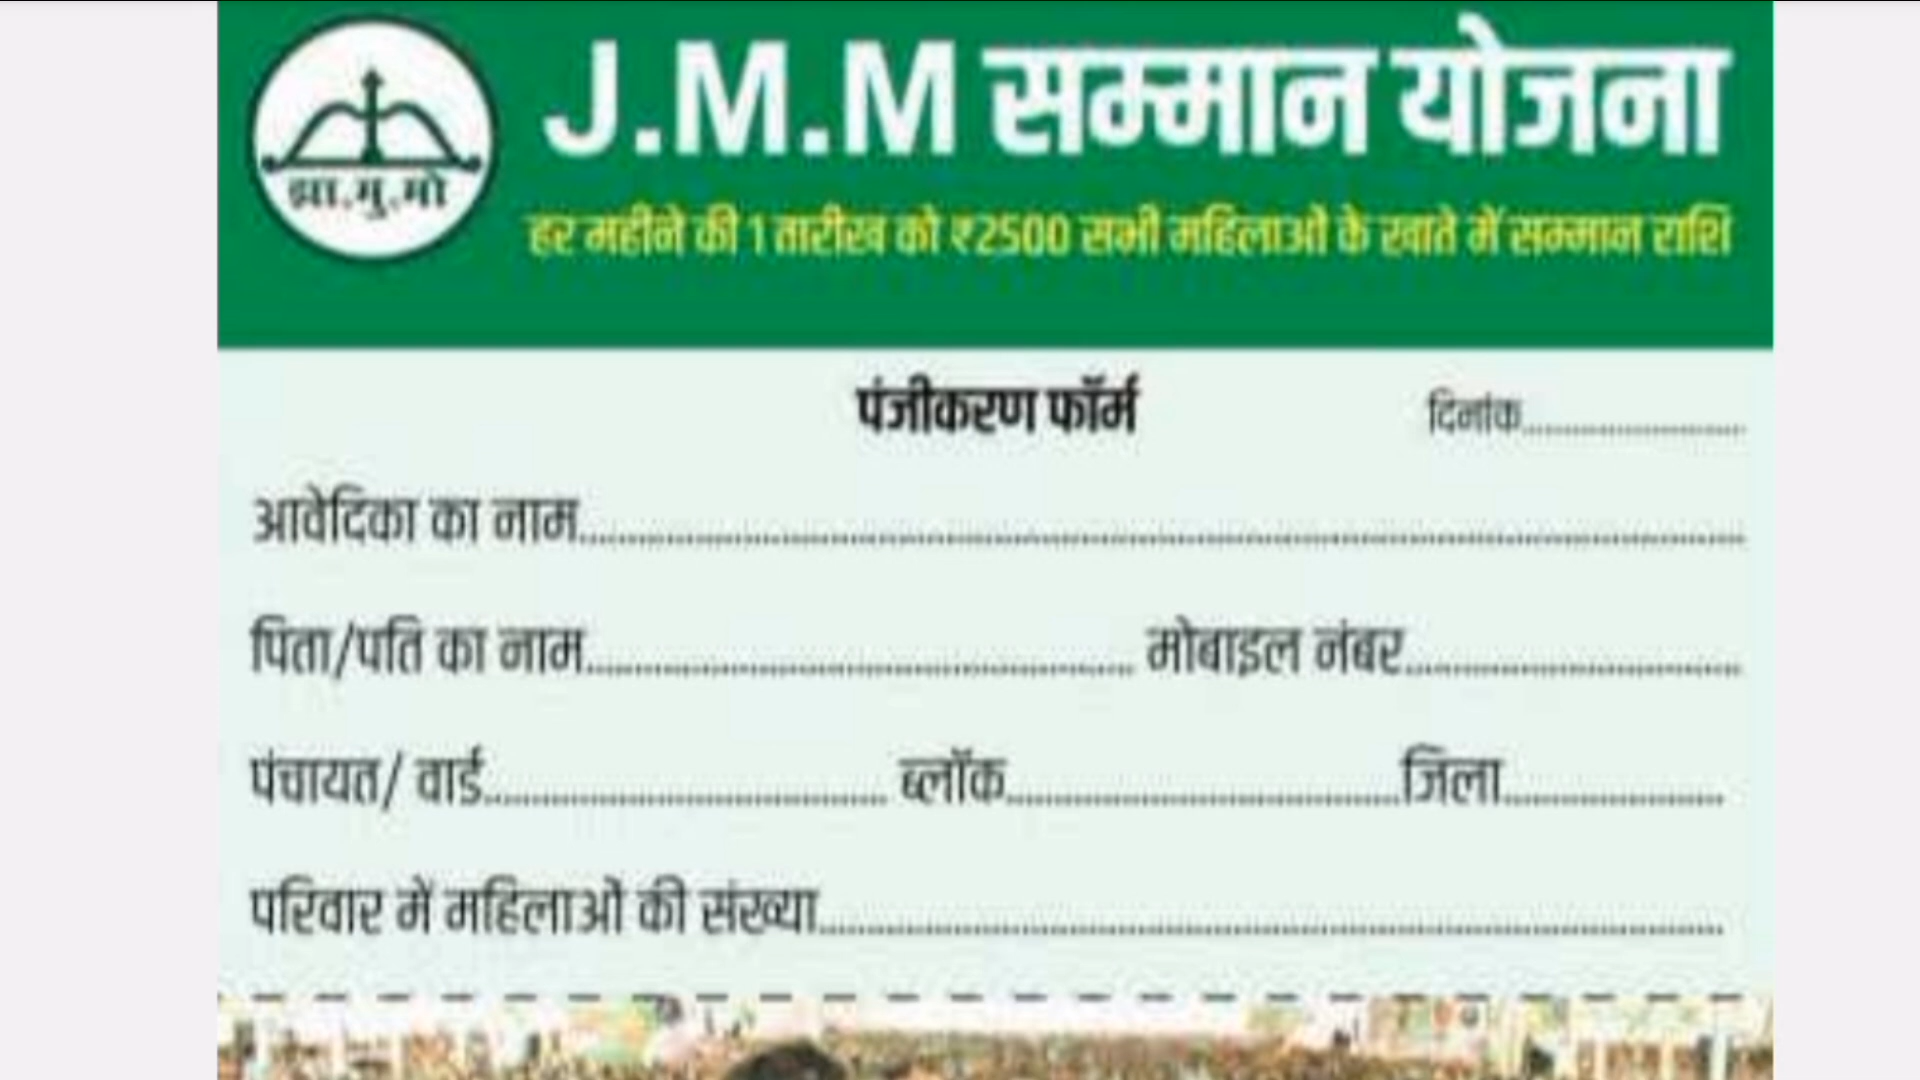 J.M.M सम्मान योजना
झा.मु.मो
हर महीने की 1 तारीख को ₹2500 सभी महिलाओं के खाते में सम्मान राशि
पंजीकरण फॉर्म
दिनांक....................
आवेदिका का नाम....................
पिता/पति का नाम.................... मोबाइल नंबर....................
पंचायत/ वार्ड.................... ब्लॉक....................जिला....................
परिवार में महिलाओं की संख्या....................